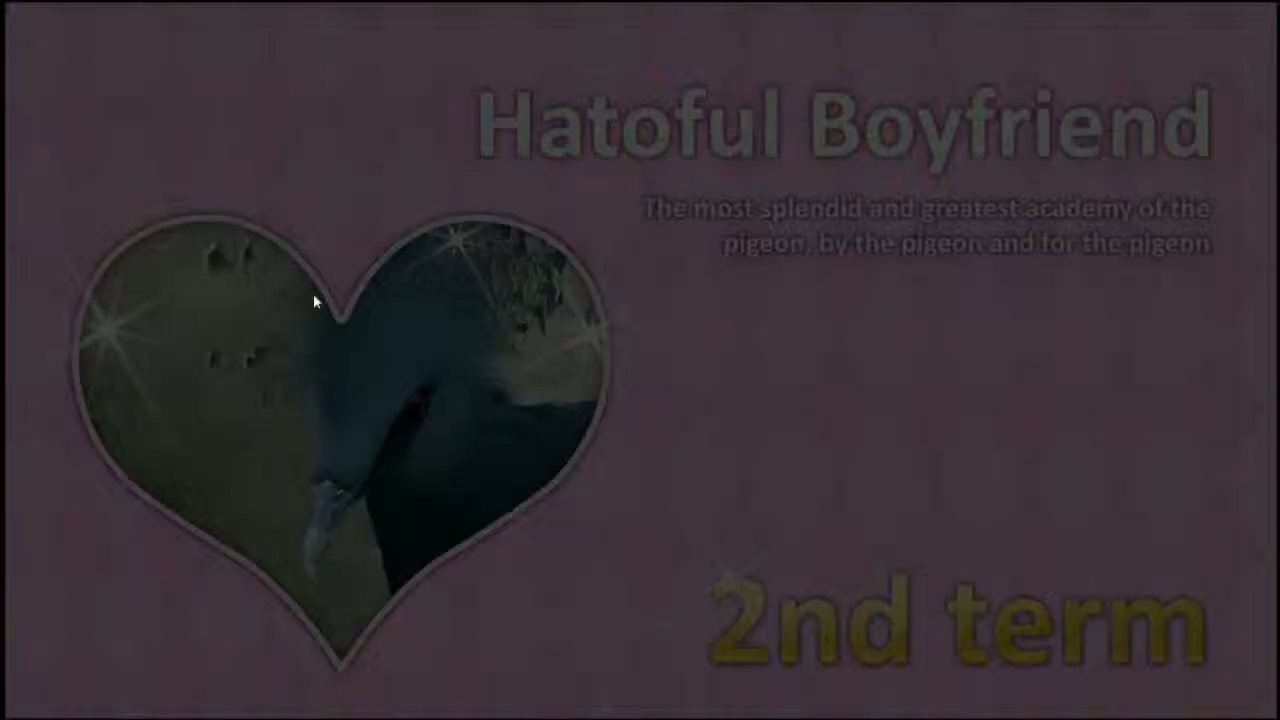 Hatoful Boyfriend
The most splendid and greatest academy of the
pigeon, by the pigeon and for the pigeon
2nd term